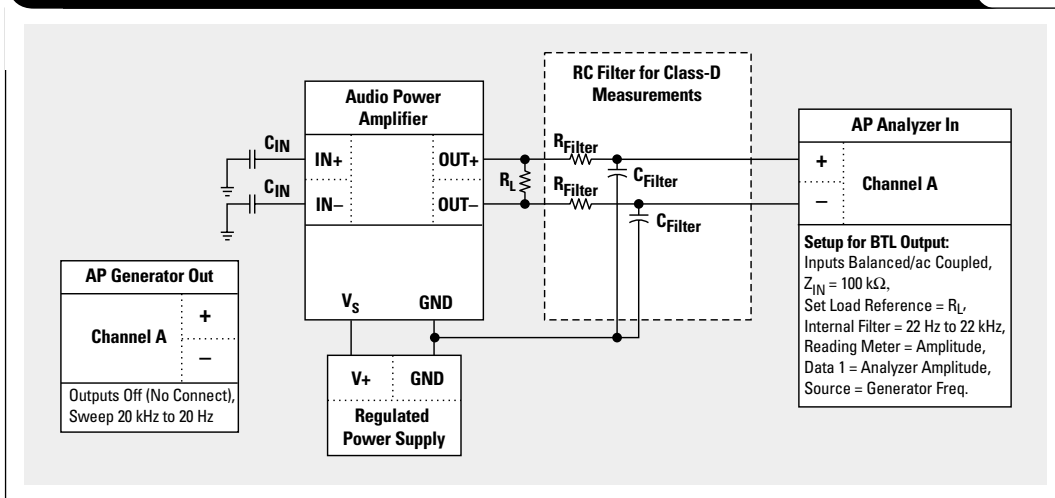 RC Filter for Class-D
Measurements
Audio Power
Amplifier
AP Analyzer In
C_IN
IN+
OUT+
R_Filter
+
C_IN
R_L
C_Filter
Channel A
IN–
OUT–
R_Filter
–
C_Filter
Setup for BTL Output:
Inputs Balanced/ac Coupled,
Z_IN = 100 kΩ,
Set Load Reference = R_L,
Internal Filter = 22 Hz to 22 kHz,
Reading Meter = Amplitude,
Data 1 = Analyzer Amplitude,
Source = Generator Freq.
AP Generator Out
V_S
GND
Channel A
+
–
Outputs Off (No Connect),
Sweep 20 kHz to 20 Hz
V+
GND
Regulated
Power Supply